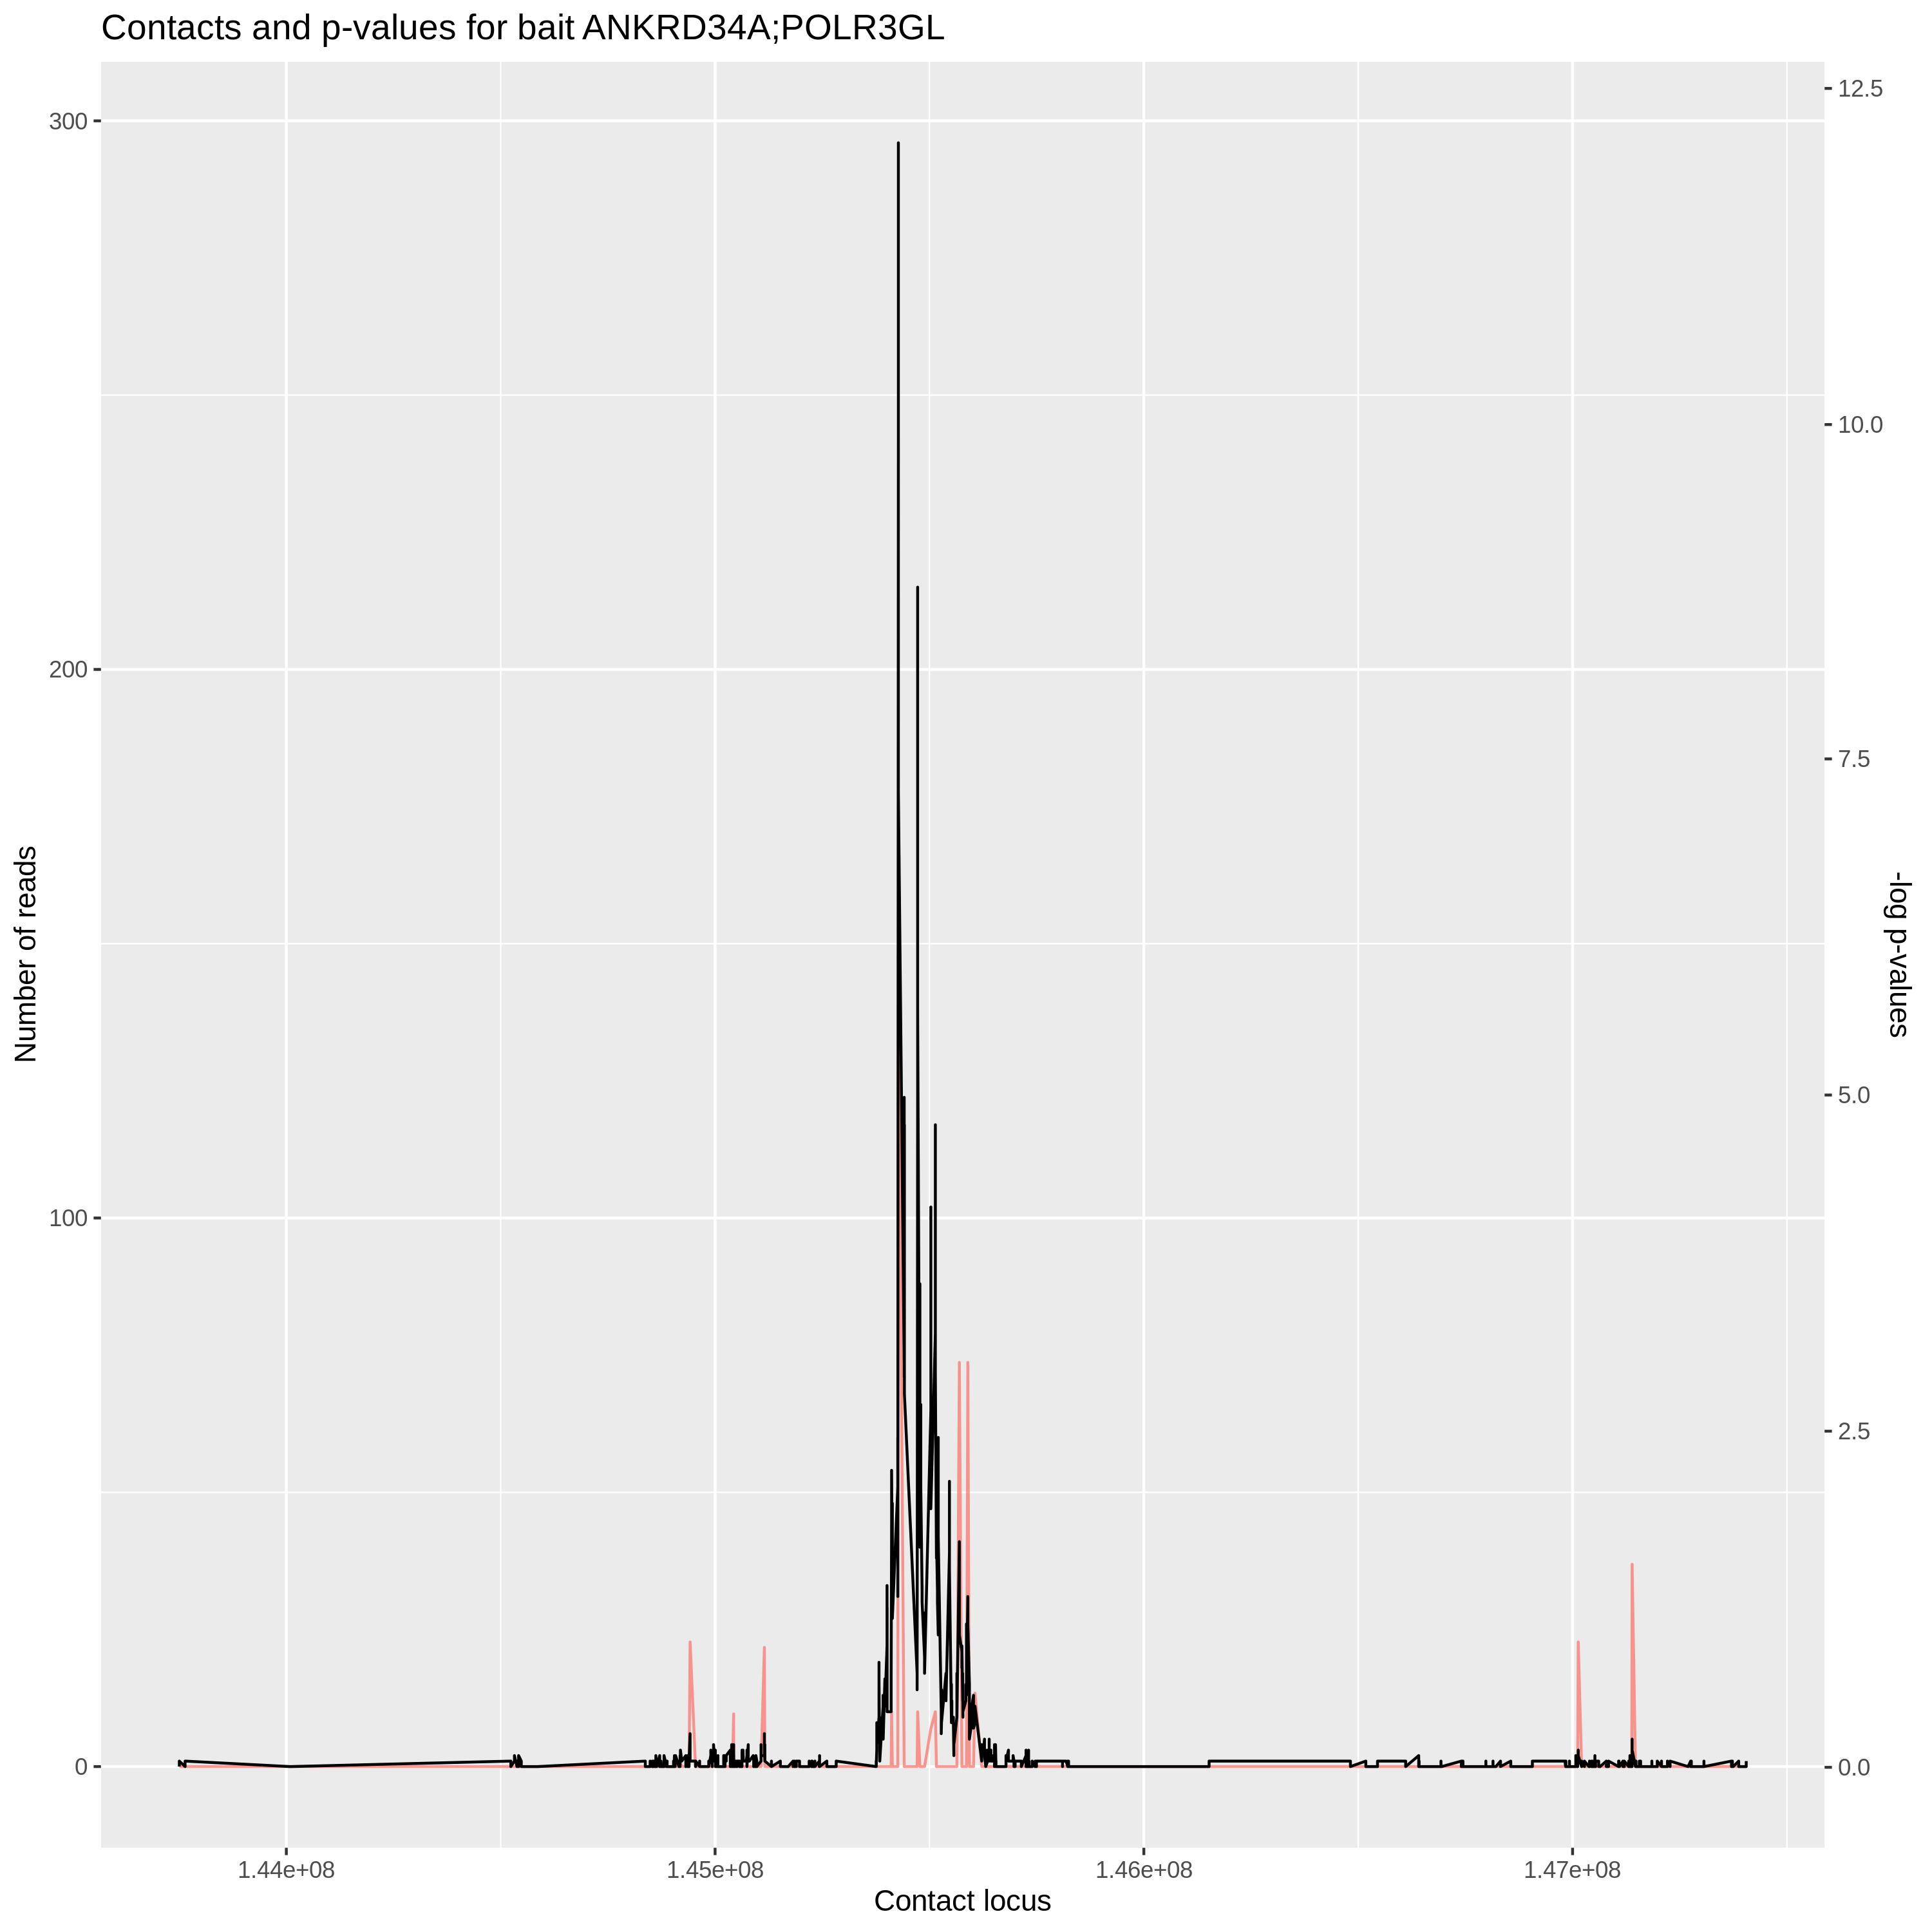 Contacts and p-values for bait ANKRD34A;POLR3GL
300
200
100
0
Number of reads
12.5
10.0
7.5
5.0
2.5
0.0
-log p-values
1.44e+08
1.45e+08
1.46e+08
1.47e+08
Contact locus